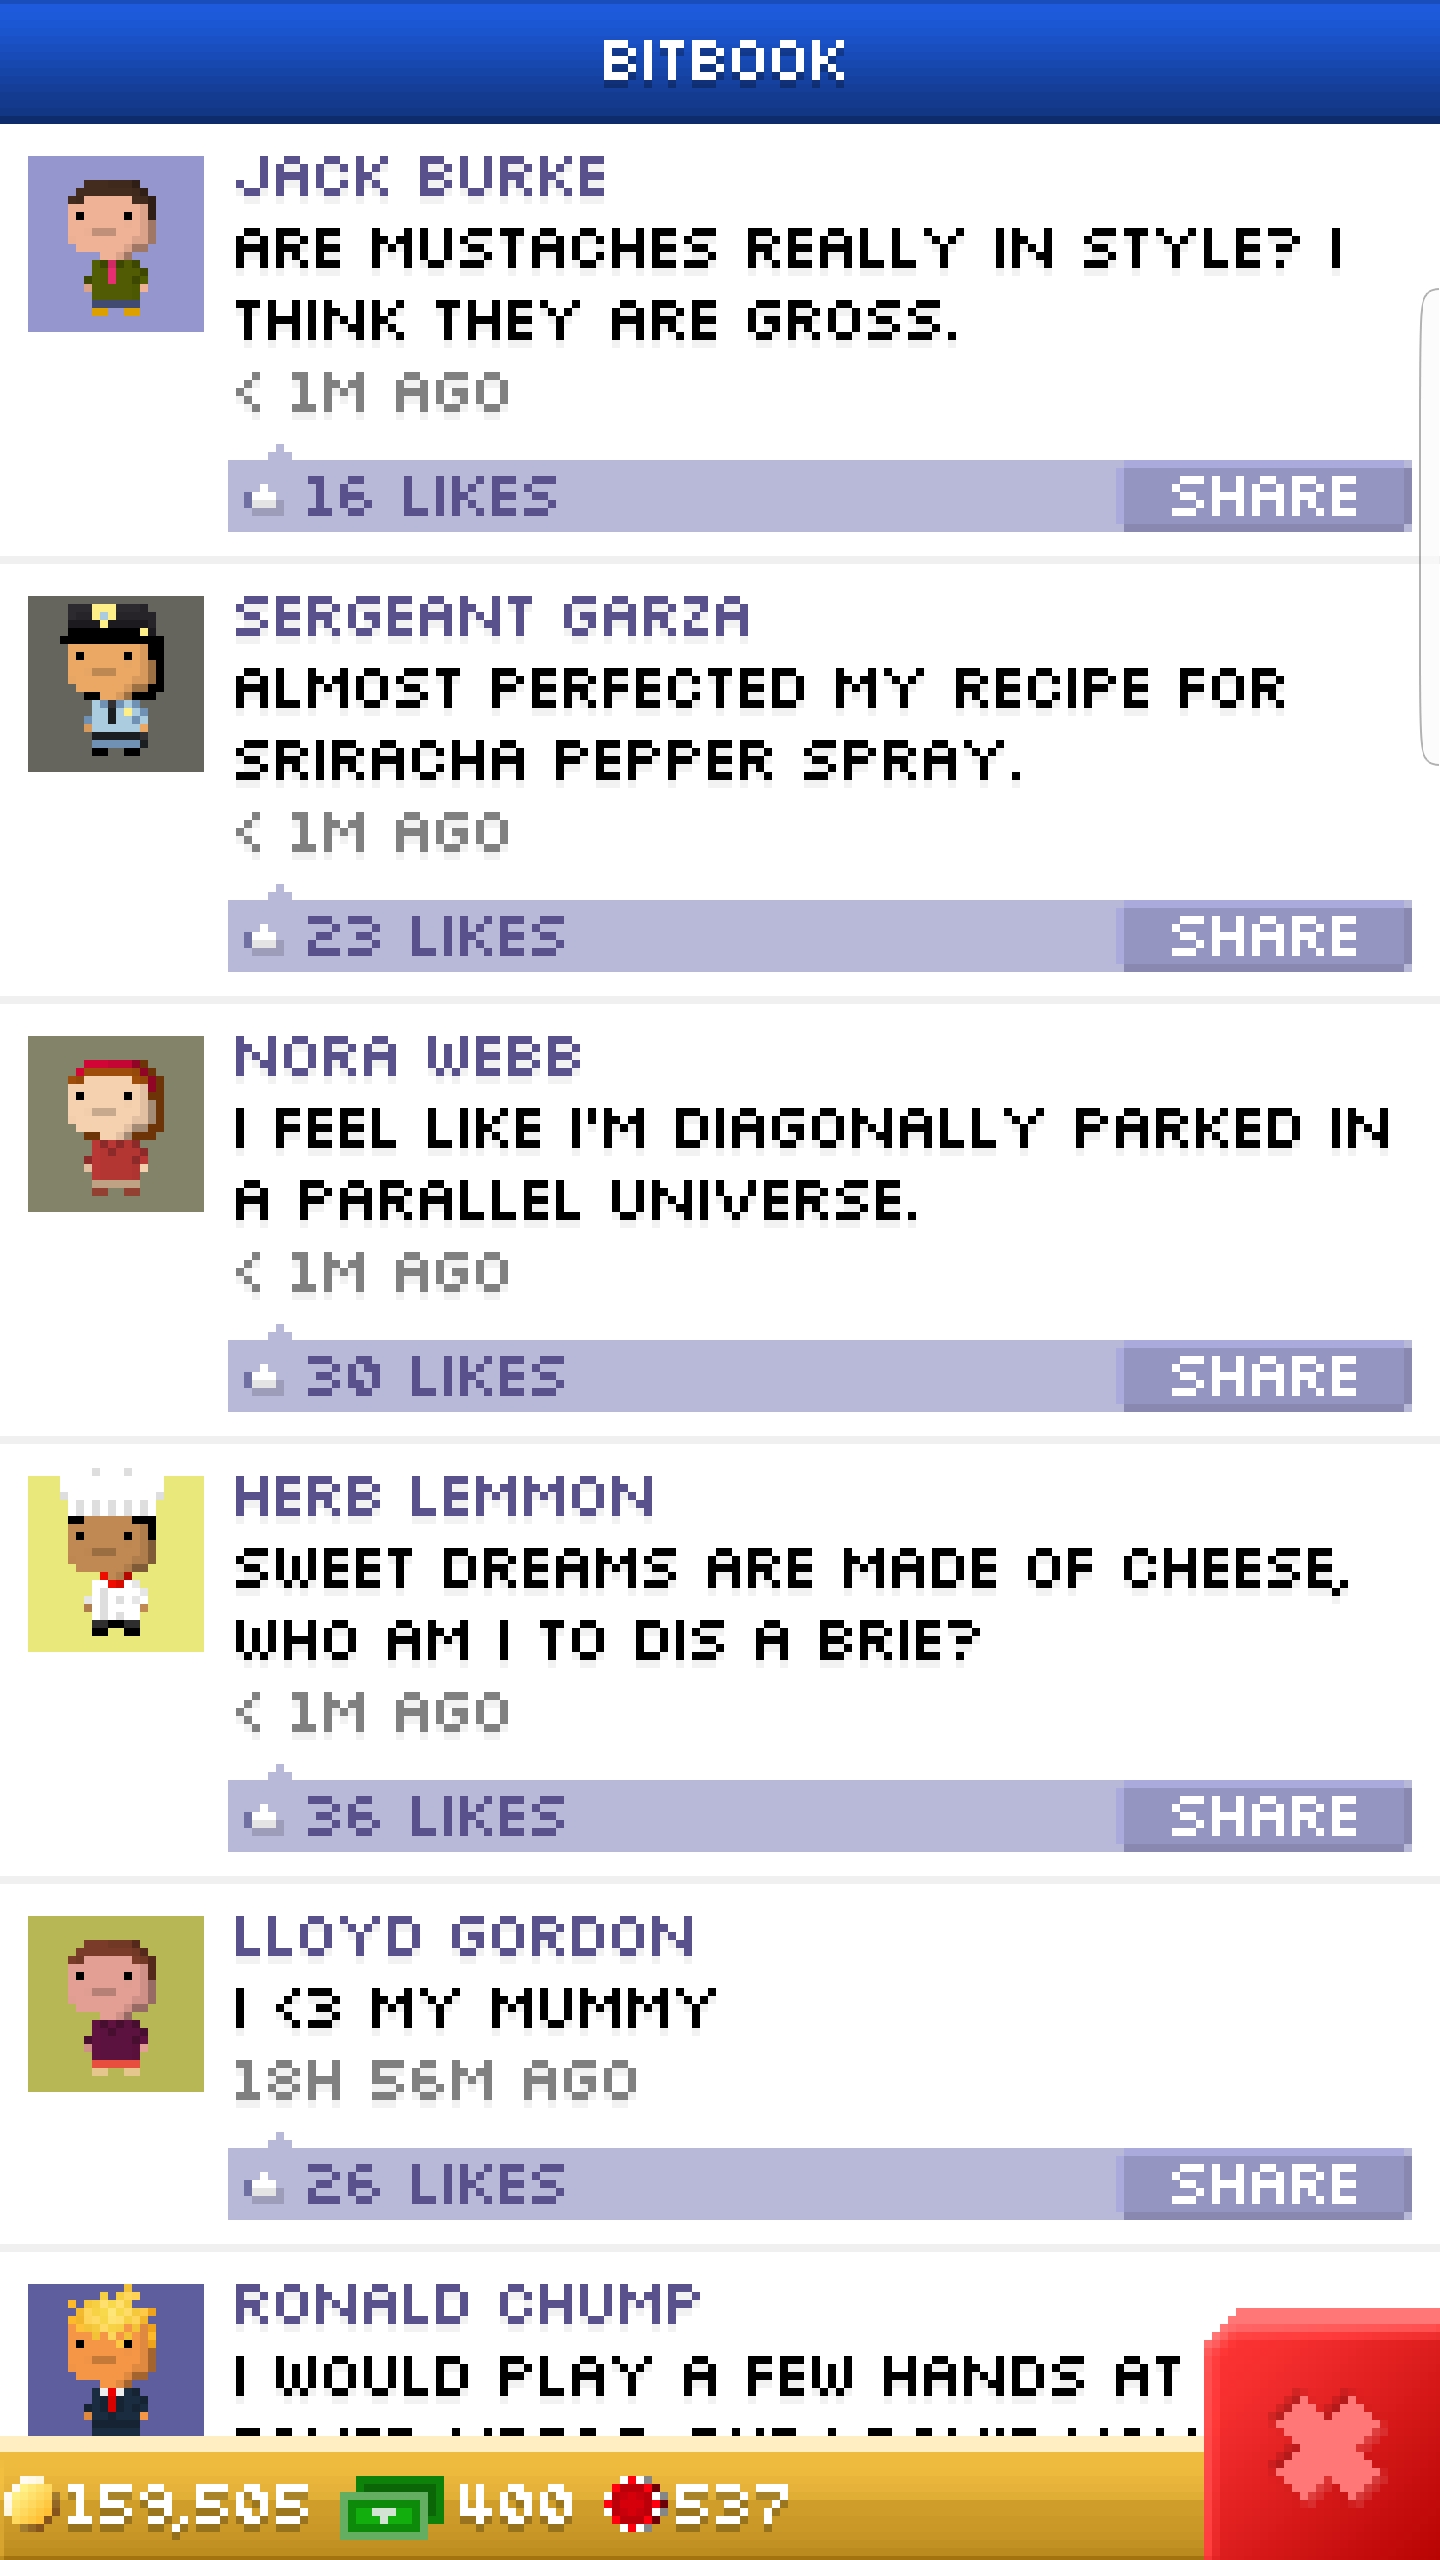 BITBOOK
JACK BURKE
ARE MUSTACHES REALLY IN STYLE? I
THINK THEY ARE GROSS.
< 1M AGO
16 LIKES SHARE
SERGEANT GARZA
ALMOST PERFECTED MY RECIPE FOR
SRIRACHA PEPPER SPRAY.
< 1M AGO
23 LIKES SHARE
NORA WEBB
I FEEL LIKE I'M DIAGONALLY PARKED IN
A PARALLEL UNIVERSE.
< 1M AGO
30 LIKES SHARE
HERB LEMMON
SWEET DREAMS ARE MADE OF CHEESE,
WHO AM I TO DIS A BRIE?
< 1M AGO
36 LIKES SHARE
LLOYD GORDON
I <3 MY MUMMY
18H 56M AGO
26 LIKES SHARE
RONALD CHUMP
I WOULD PLAY A FEW HANDS AT
159,505 400 537